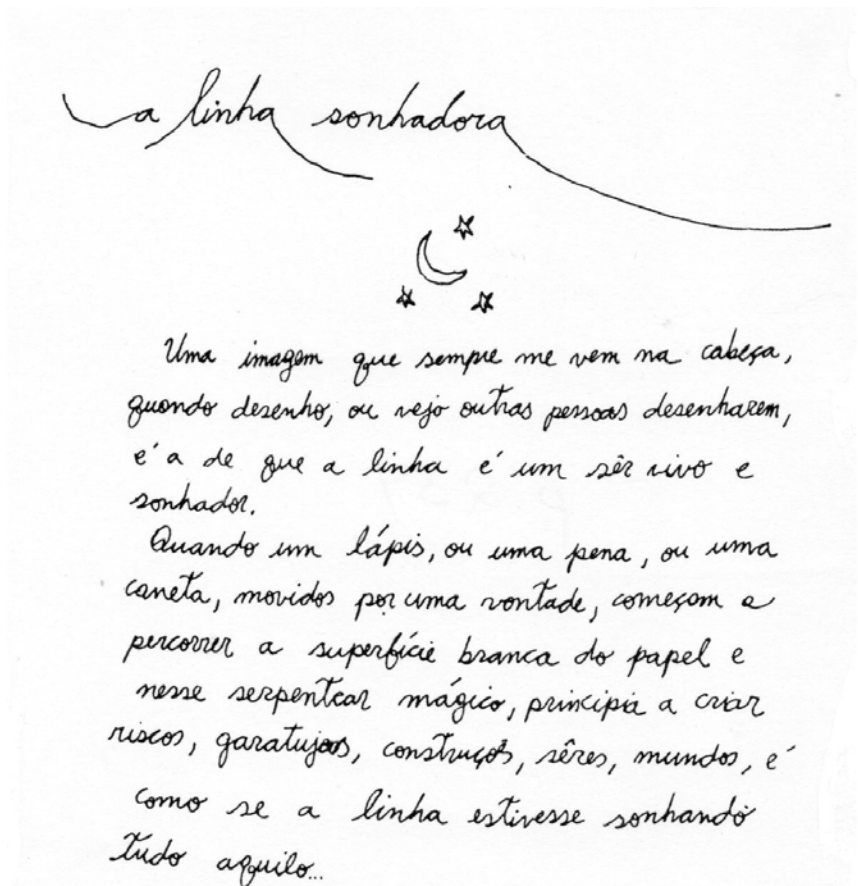 a linha sonhadora
Uma imagem que sempre me vem na cabeça,
quando desenho, ou vejo outras pessoas desenharem,
é a de que a linha é um sêr vivo e
sonhador.
Quando um lápis, ou uma pena, ou uma
caneta, movidos por uma vontade, começam a
percorrer a superfície branca do papel e
nesse serpentear mágico, principia a criar
riscos, garatujas, construçõs, sêres, mundos, é
como se a linha estivesse sonhando
tudo aquilo...